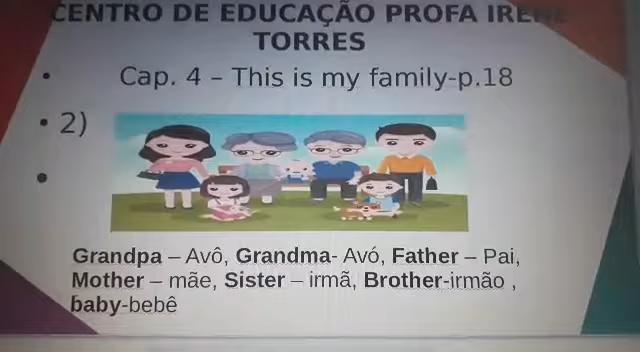 CENTRO DE EDUCAÇÃO PROFA IRENE
TORRES
• Cap. 4 – This is my family-p.18
• 2)
•
Grandpa – Avô, Grandma- Avó, Father – Pai,
Mother – mãe, Sister – irmã, Brother-irmão ,
baby-bebê